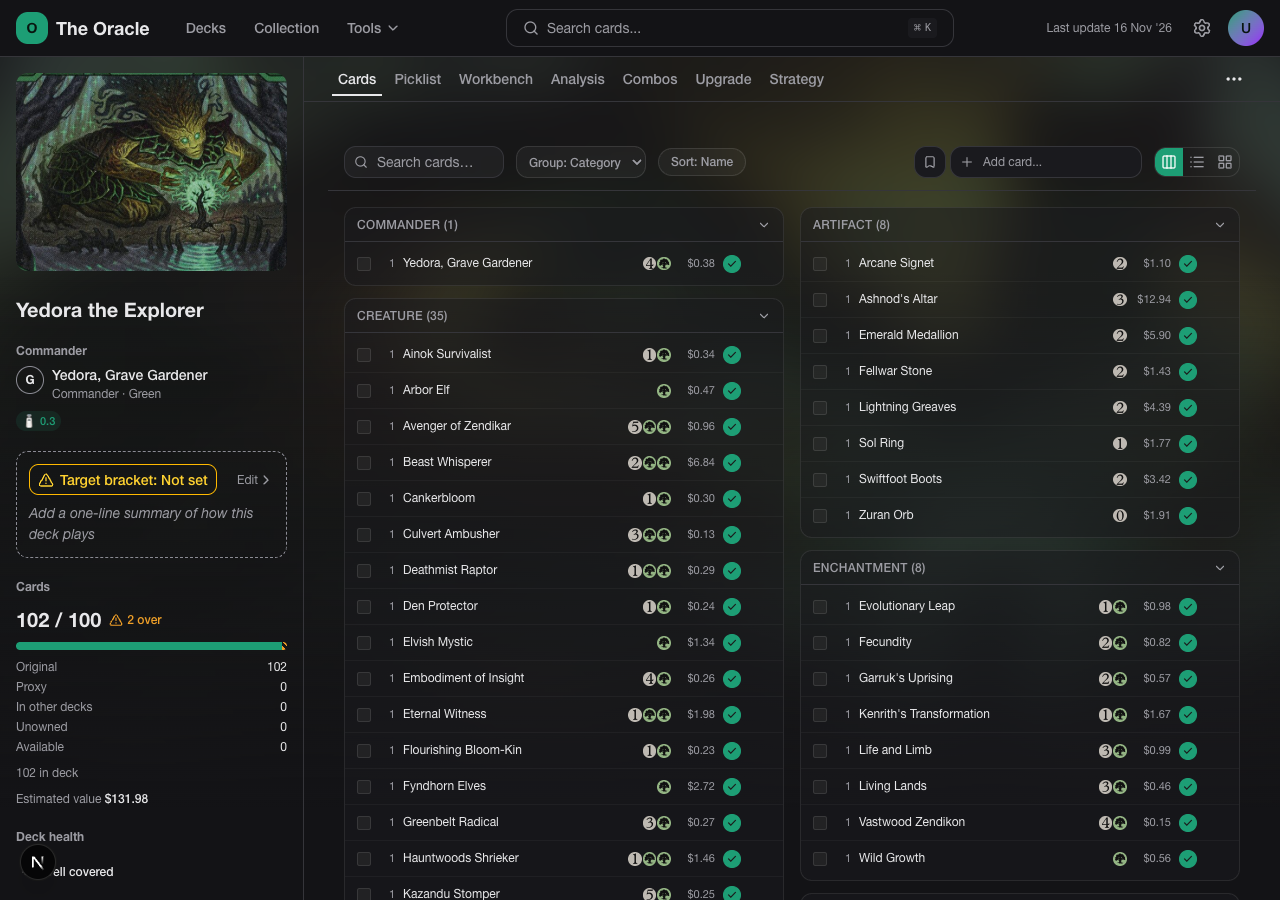 O The Oracle
Decks
Collection
Tools
Search cards...
⌘ K
Last update 16 Nov '26
U
Yedora the Explorer
Commander
G
Yedora, Grave Gardener
Commander · Green
0.3
Target bracket: Not set
Edit
Add a one-line summary of how this
deck plays
Cards
102 / 100
2 over
Original 102
Proxy 0
In other decks 0
Unowned 0
Available 0
102 in deck
Estimated value $131.98
Deck health
N
ell covered
Cards
Picklist
Workbench
Analysis
Combos
Upgrade
Strategy
Search cards...
Group: Category
Sort: Name
Add card...
COMMANDER (1)
1 Yedora, Grave Gardener 4 $0.38
CREATURE (35)
1 Ainok Survivalist 1 $0.34
1 Arbor Elf $0.47
1 Avenger of Zendikar 5 $0.96
1 Beast Whisperer 2 $6.84
1 Cankerbloom 1 $0.30
1 Culvert Ambusher 3 $0.13
1 Deathmist Raptor 1 $0.29
1 Den Protector 1 $0.24
1 Elvish Mystic $1.34
1 Embodiment of Insight 4 $0.26
1 Eternal Witness 1 $1.98
1 Flourishing Bloom-Kin 1 $0.23
1 Fyndhorn Elves $2.72
1 Greenbelt Radical 3 $0.27
1 Hauntwoods Shrieker 1 $1.46
1 Kazandu Stomper 5 $0.25
ARTIFACT (8)
1 Arcane Signet 2 $1.10
1 Ashnod's Altar 3 $12.94
1 Emerald Medallion 2 $5.90
1 Fellwar Stone 2 $1.43
1 Lightning Greaves 2 $4.39
1 Sol Ring 1 $1.77
1 Swiftfoot Boots 2 $3.42
1 Zuran Orb 0 $1.91
ENCHANTMENT (8)
1 Evolutionary Leap 1 $0.98
1 Fecundity 2 $0.82
1 Garruk's Uprising 2 $0.57
1 Kenrith's Transformation 1 $1.67
1 Life and Limb 3 $0.99
1 Living Lands 3 $0.46
1 Vastwood Zendikon 4 $0.15
1 Wild Growth $0.56